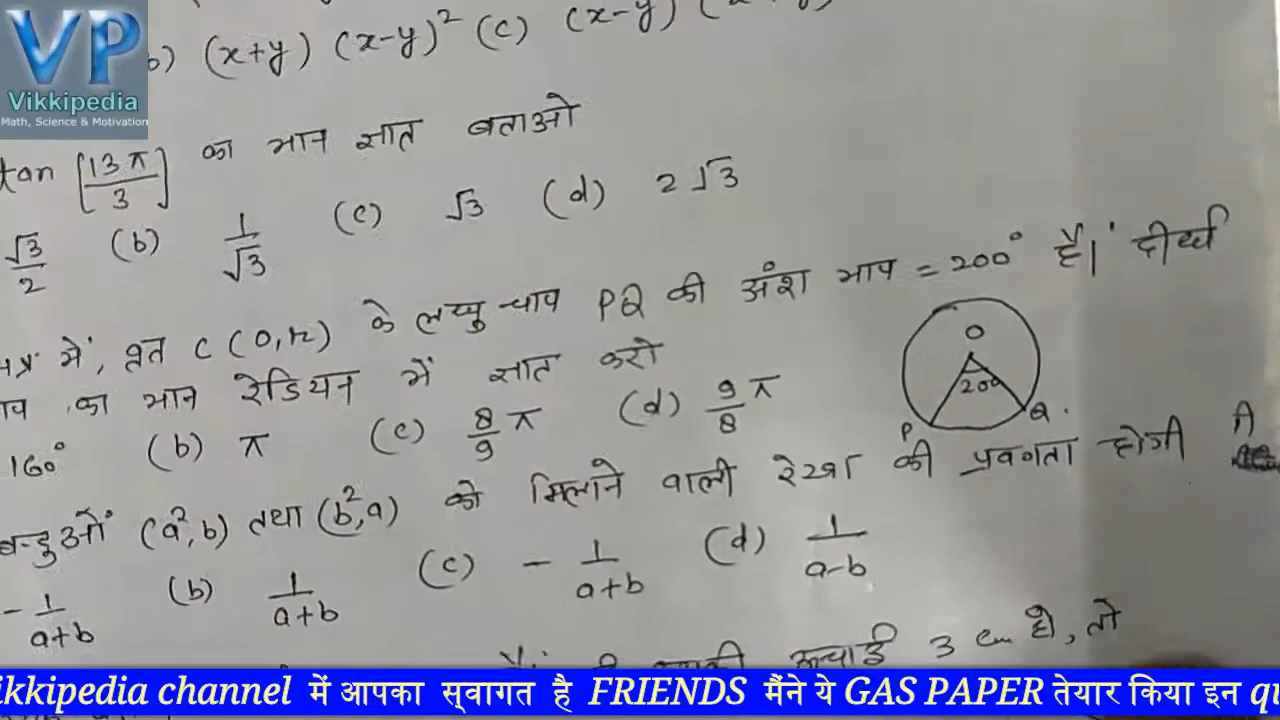 b) (x+y) (x-y)² (c) (x-y)
VP
Vikkipedia
Math, Science & Motivation
tan [13π/3] का मान ज्ञात बताओ
√3/2 (b) 1/√3 (c) √3 (d) 2√3
में, वृत C(O,r) के लघु चाप PQ की अंश माप = 200° है। दीर्घ
का मान रेडियन में ज्ञात करो
160° (b) π (c) 8/9 π (d) 9/8 π
O
200
P
Q.
(a²,b) तथा (b²,a) को मिलाने वाली रेखा की प्रवणता होगी A
- 1/a+b (b) 1/a+b (c) - 1/a+b (d) 1/a-b
ऊचाई 3 cm है, तो
ikkipedia channel में आपका स्वागत है FRIENDS मैंने ये GAS PAPER तेयार किया इन qu